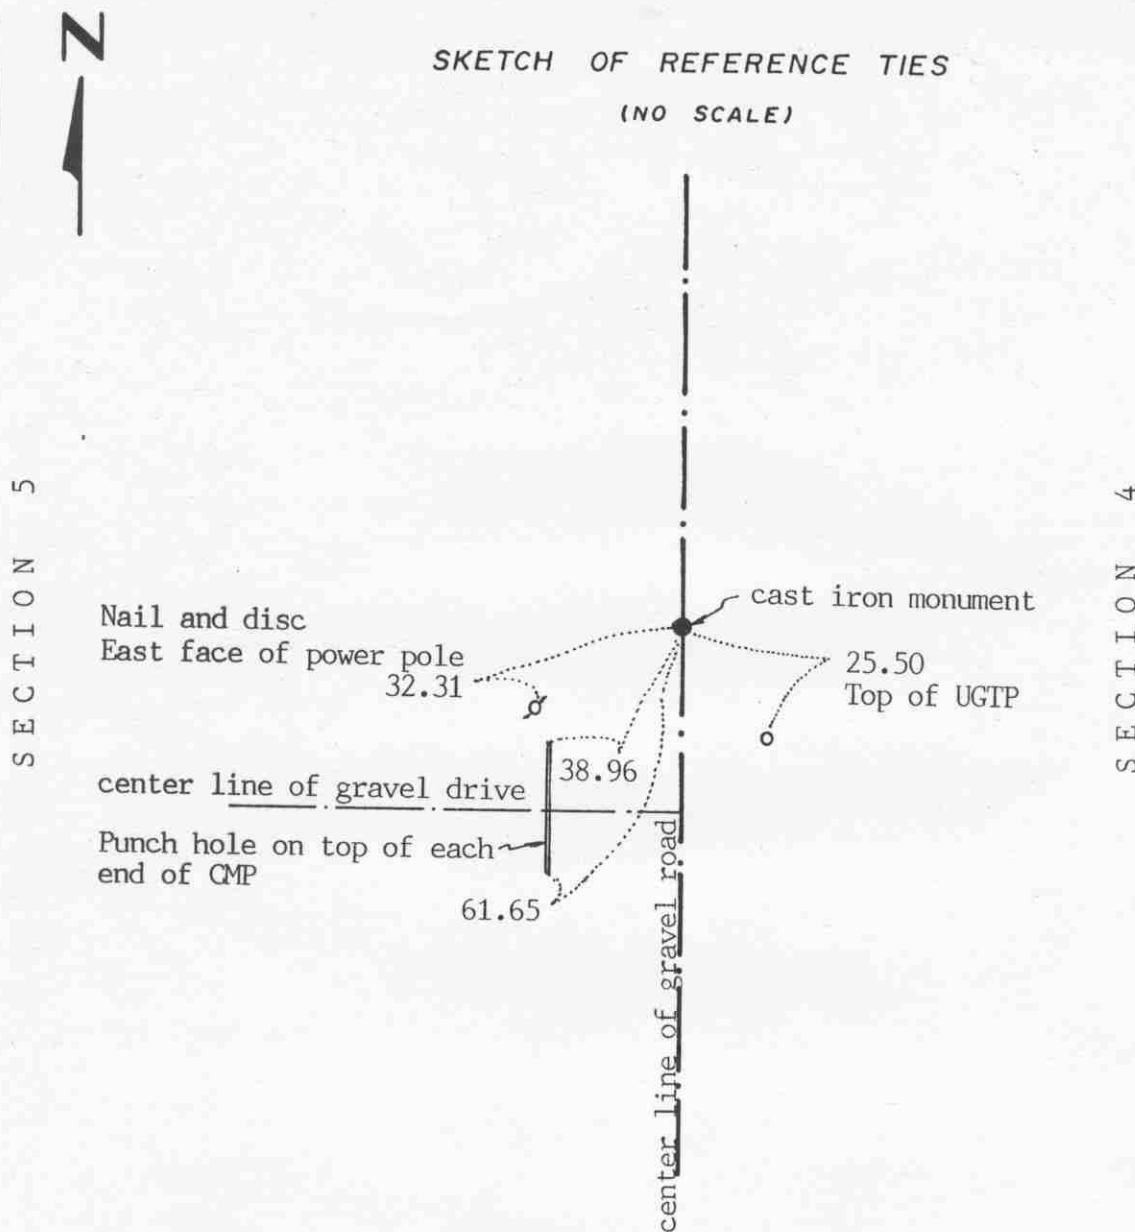 N
SKETCH OF REFERENCE TIES
(NO SCALE)
SECTION 5
SECTION 4
cast iron monument
Nail and disc
East face of power pole
32.31
25.50
Top of UGTP
38.96
center line of gravel drive
Punch hole on top of each
end of CMP
61.65
center line of gravel road